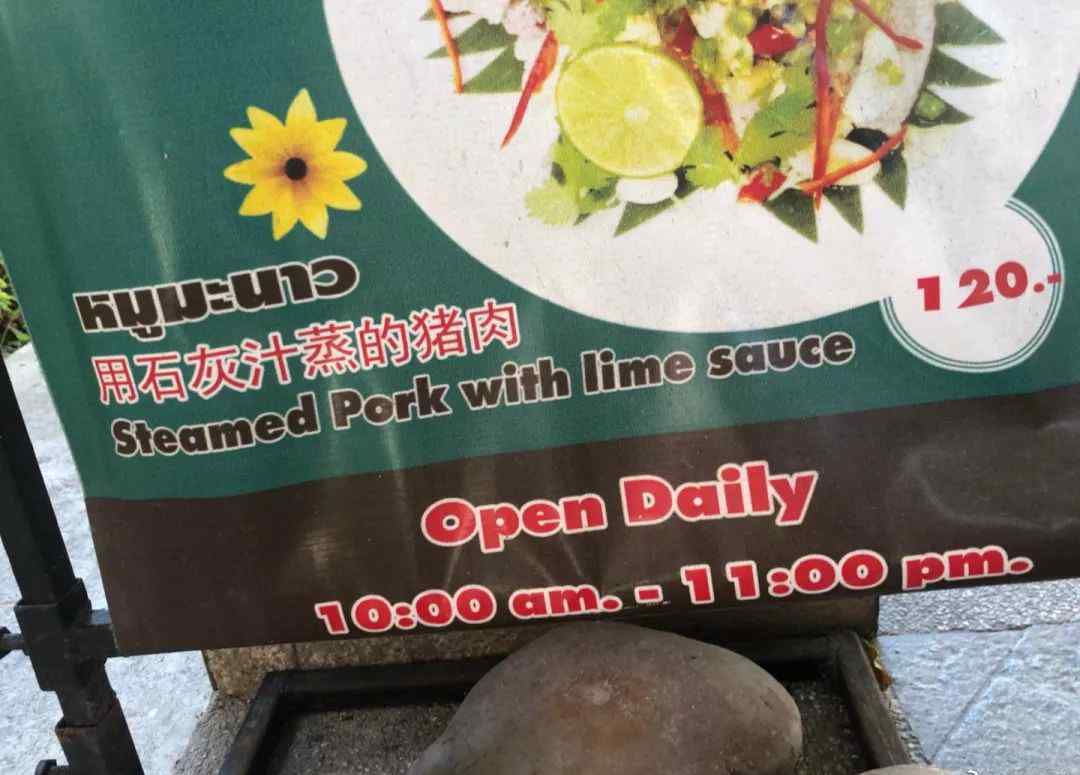 120.-
หมูมะนาว
用石灰汁蒸的猪肉
Steamed Pork with lime sauce
Open Daily
10:00 am. - 11:00 pm.